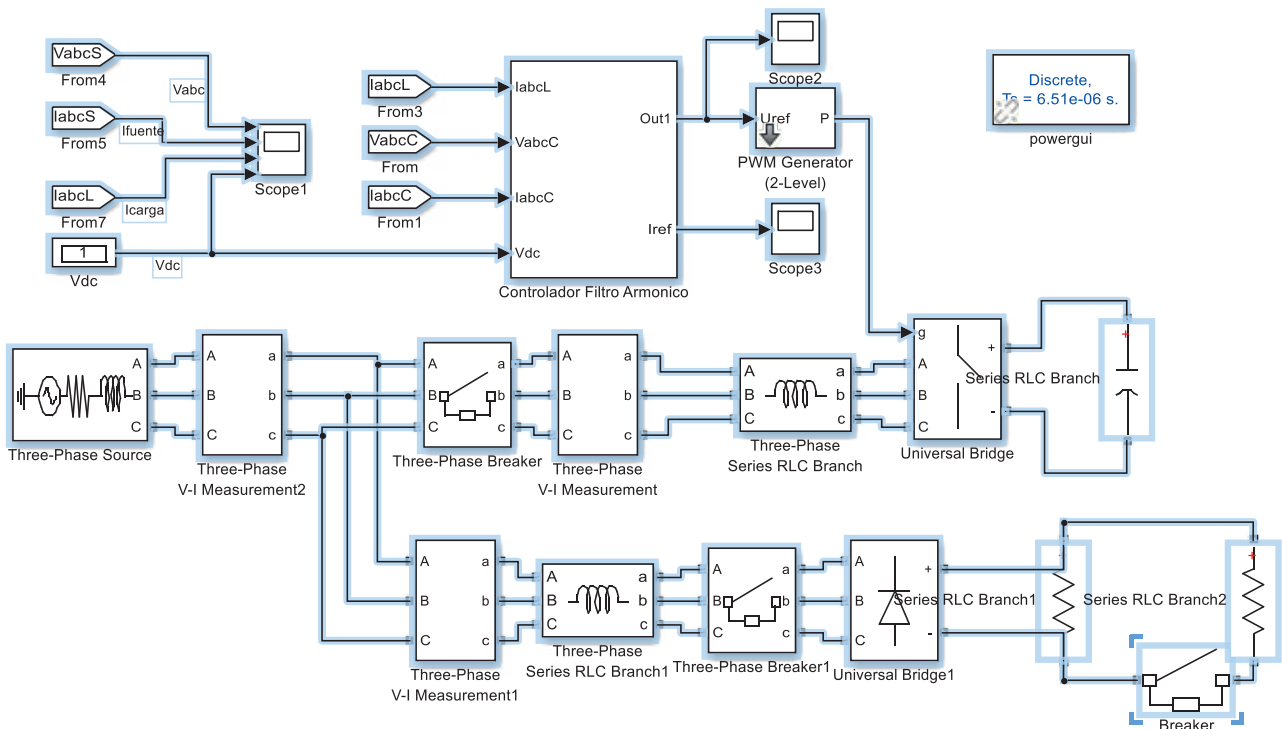 VabcS
From4
Vabc
IabcS
From5
Ifuente
IabcL
From7
Icarga
Scope1
1
Vdc
Vdc
IabcL
From3
VabcC
From
IabcC
From1
IabcL
VabcC
IabcC
Vdc
Out1
Iref
Controlador Filtro Armonico
Scope2
Uref P
PWM Generator
(2-Level)
Scope3
Discrete,
Ts = 6.51e-06 s.
powergui
A
B
C
Three-Phase Source
A a
B b
C c
Three-Phase
V-I Measurement2
A a
B b
C c
Three-Phase Breaker
A a
B b
C c
Three-Phase
V-I Measurement
A a
B b
C c
Three-Phase
Series RLC Branch
g
A +
B
C -
Universal Bridge
+
Series RLC Branch
A a
B b
C c
Three-Phase
V-I Measurement1
A a
B b
C c
Three-Phase
Series RLC Branch1
A a
B b
C c
Three-Phase Breaker1
A +
B
C -
Universal Bridge1
Series RLC Branch1
+
Series RLC Branch2
Breaker